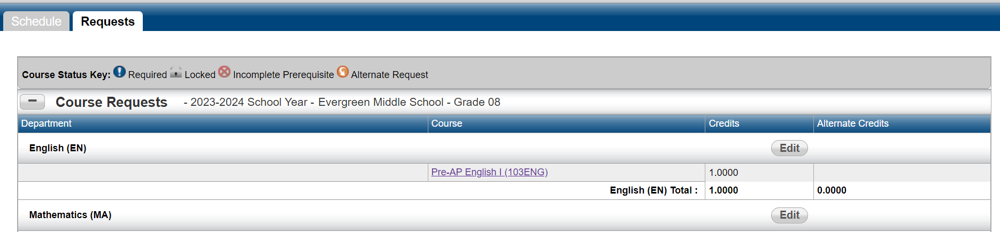 Schedule Requests
Course Status Key: Required Locked Incomplete Prerequisite Alternate Request
Course Requests - 2023-2024 School Year - Evergreen Middle School - Grade 08
Department Course Credits Alternate Credits
English (EN) Edit
Pre-AP English I (103ENG) 1.0000
English (EN) Total : 1.0000 0.0000
Mathematics (MA) Edit